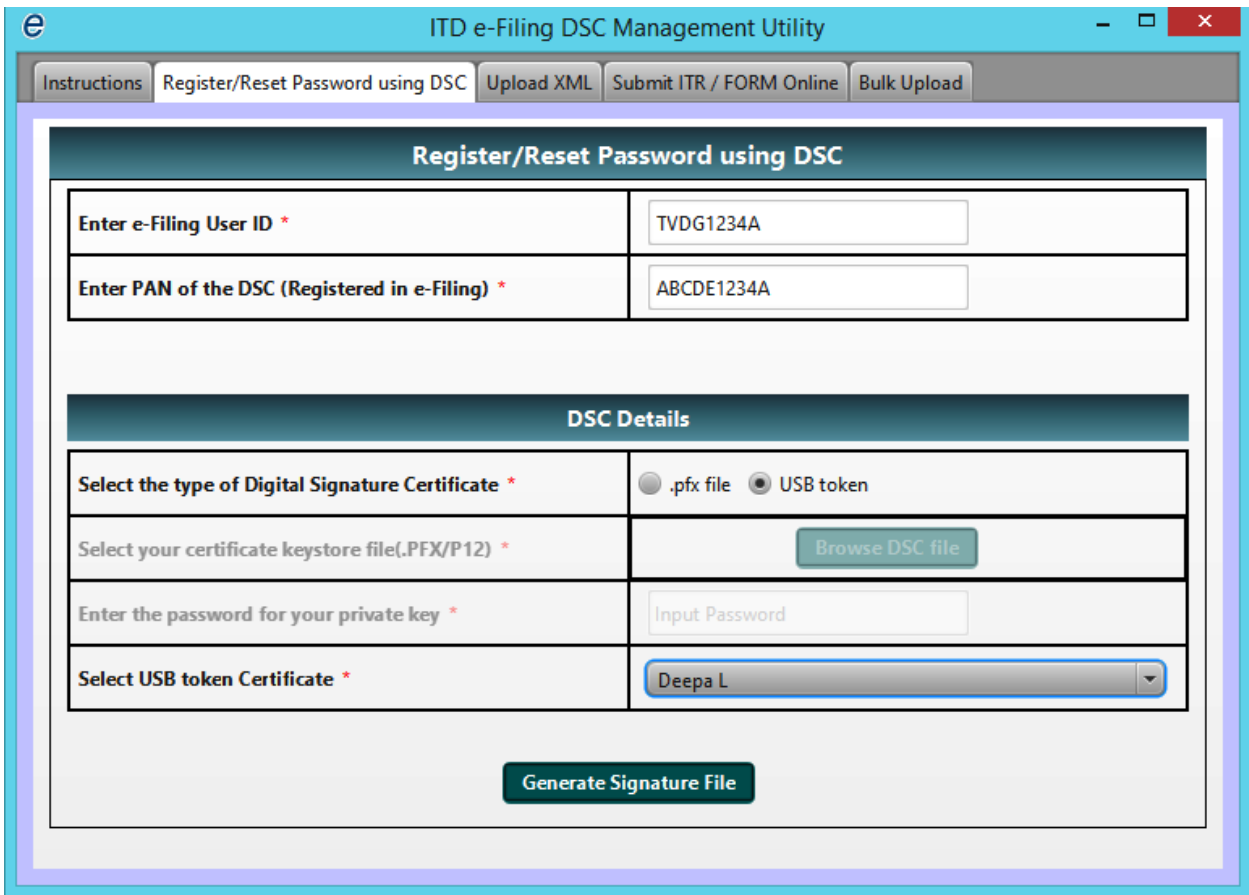 e ITD e-Filing DSC Management Utility
Instructions Register/Reset Password using DSC Upload XML Submit ITR / FORM Online Bulk Upload
Register/Reset Password using DSC
Enter e-Filing User ID * TVDG1234A
Enter PAN of the DSC (Registered in e-Filing) * ABCDE1234A
DSC Details
Select the type of Digital Signature Certificate * .pfx file USB token
Select your certificate keystore file(.PFX/P12) * Browse DSC file
Enter the password for your private key * Input Password
Select USB token Certificate * Deepa L
Generate Signature File